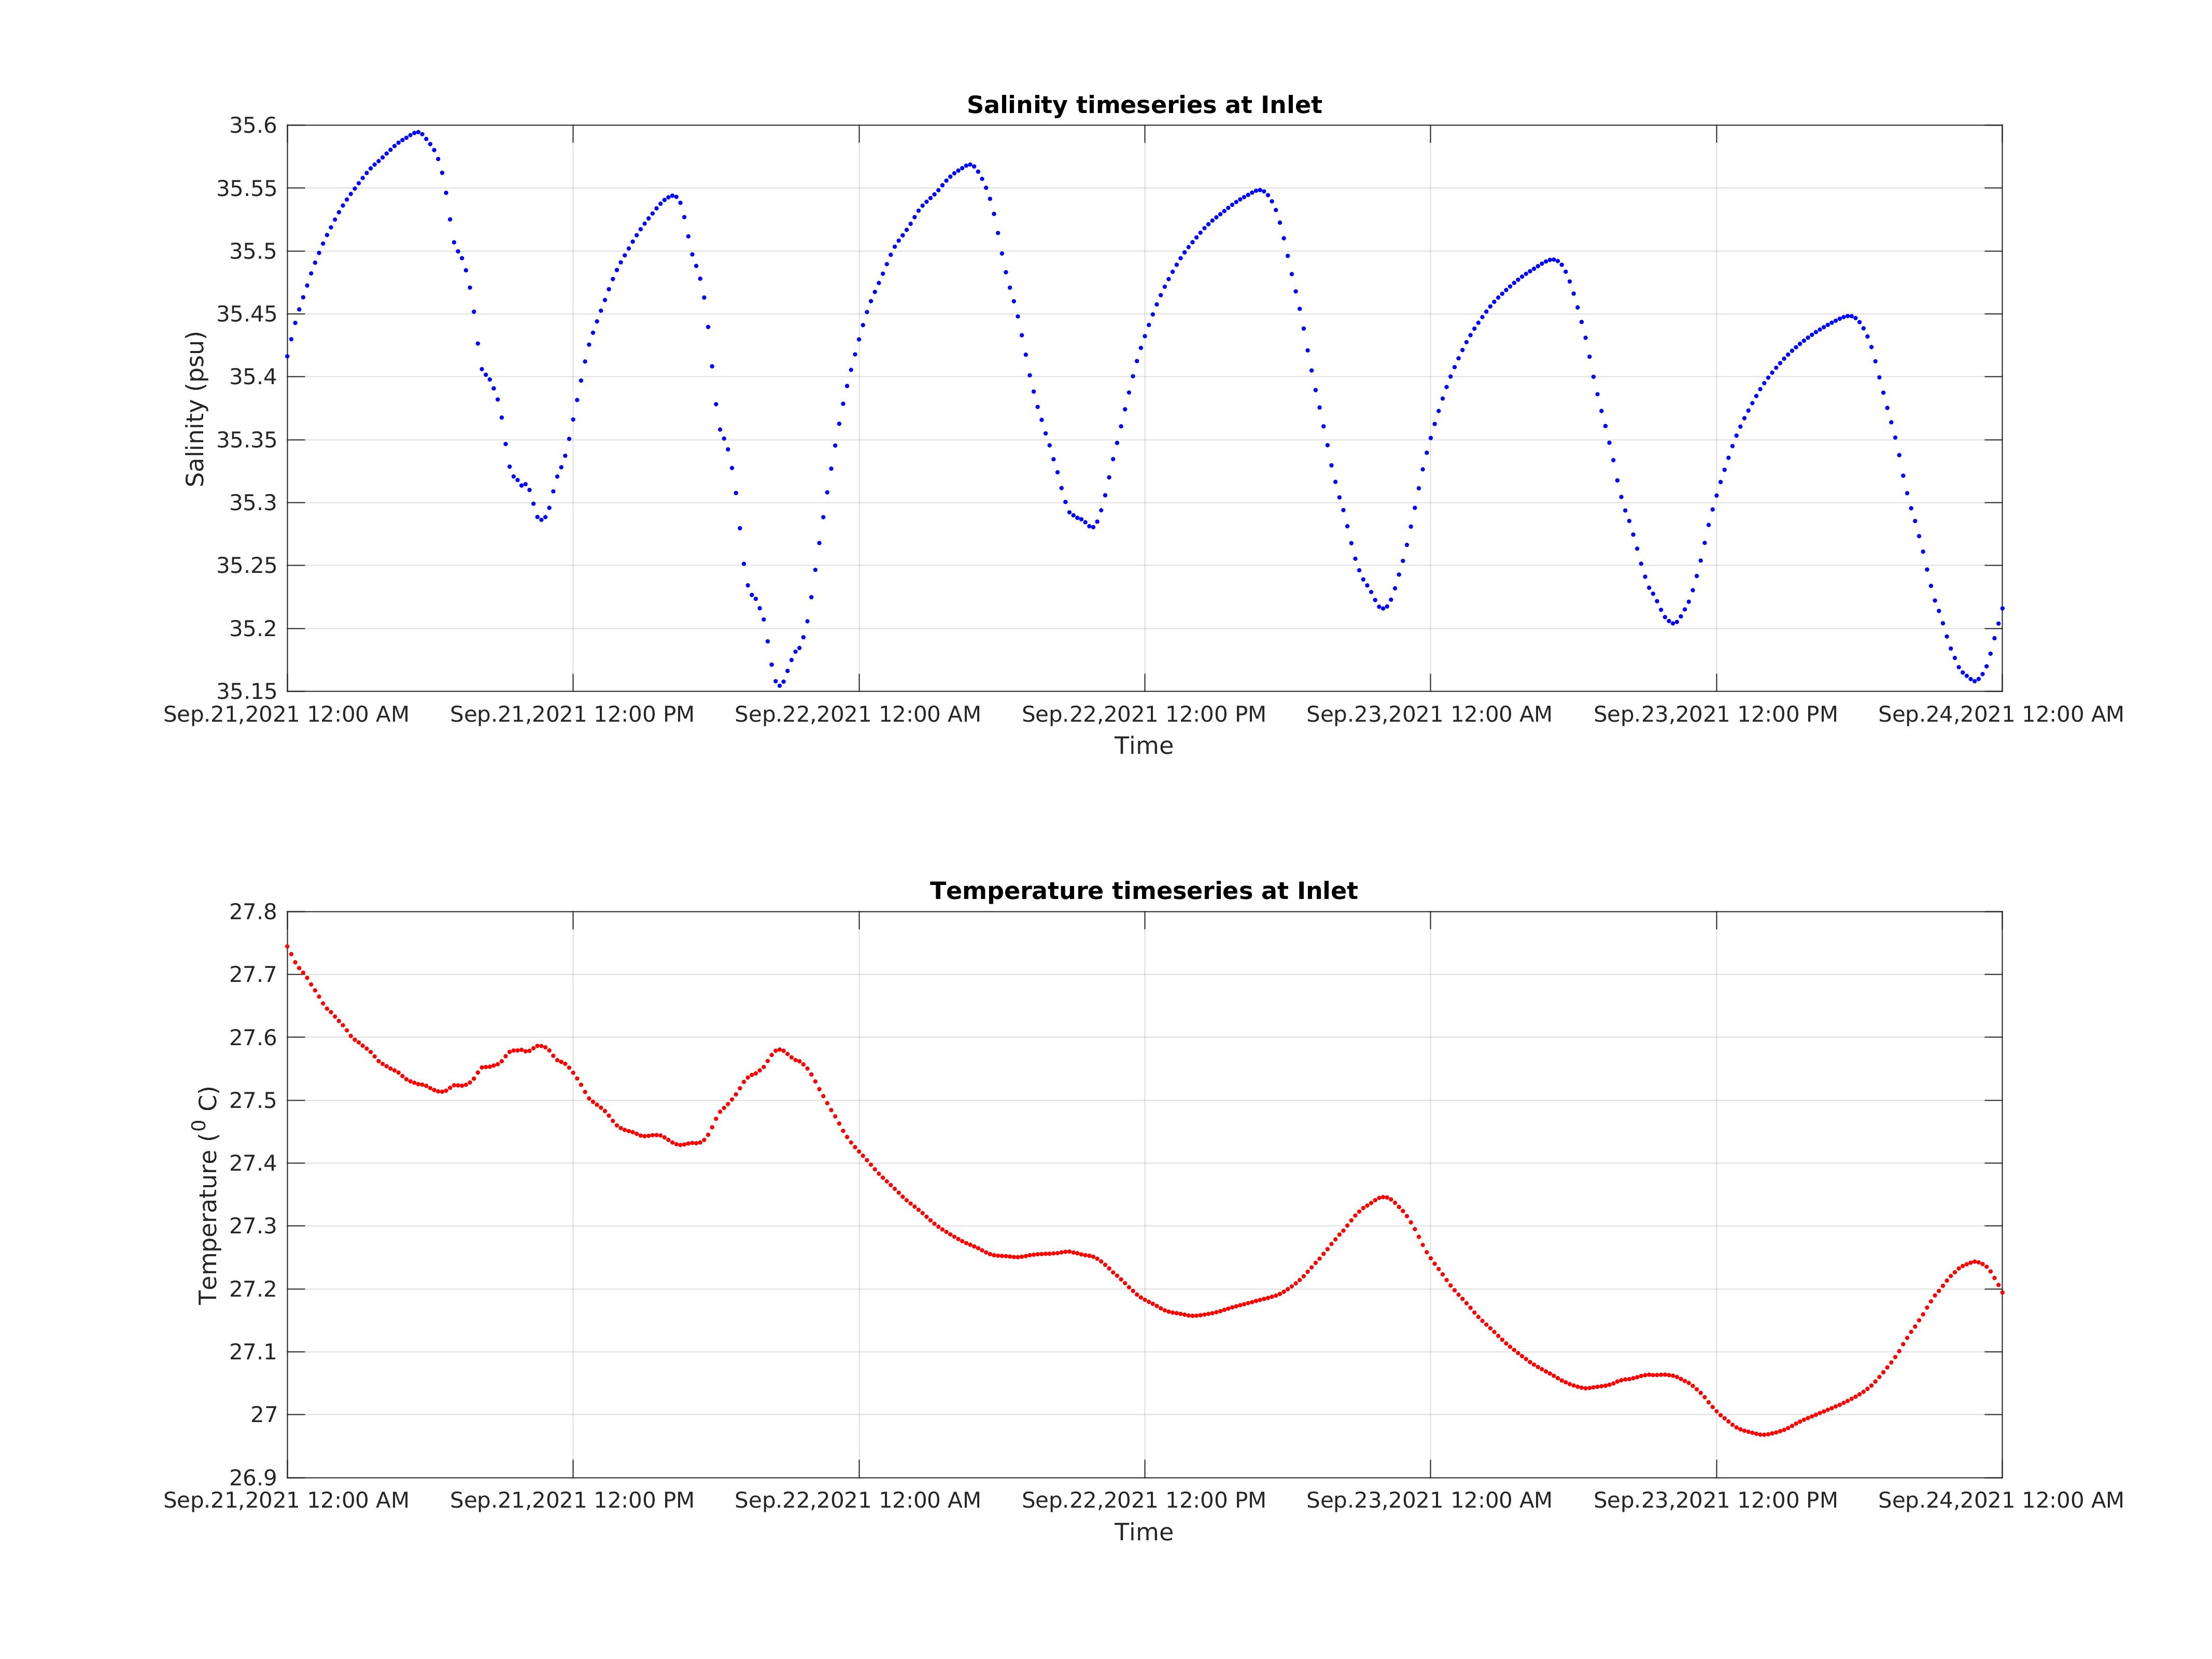 Salinity timeseries at Inlet
35.6
35.55
35.5
35.45
35.4
35.35
35.3
35.25
35.2
35.15
Salinity (psu)
Sep.21,2021 12:00 AM Sep.21,2021 12:00 PM Sep.22,2021 12:00 AM Sep.22,2021 12:00 PM Sep.23,2021 12:00 AM Sep.23,2021 12:00 PM Sep.24,2021 12:00 AM
Time
Temperature timeseries at Inlet
27.8
27.7
27.6
27.5
27.4
27.3
27.2
27.1
27
26.9
Temperature (⁰ C)
Sep.21,2021 12:00 AM Sep.21,2021 12:00 PM Sep.22,2021 12:00 AM Sep.22,2021 12:00 PM Sep.23,2021 12:00 AM Sep.23,2021 12:00 PM Sep.24,2021 12:00 AM
Time